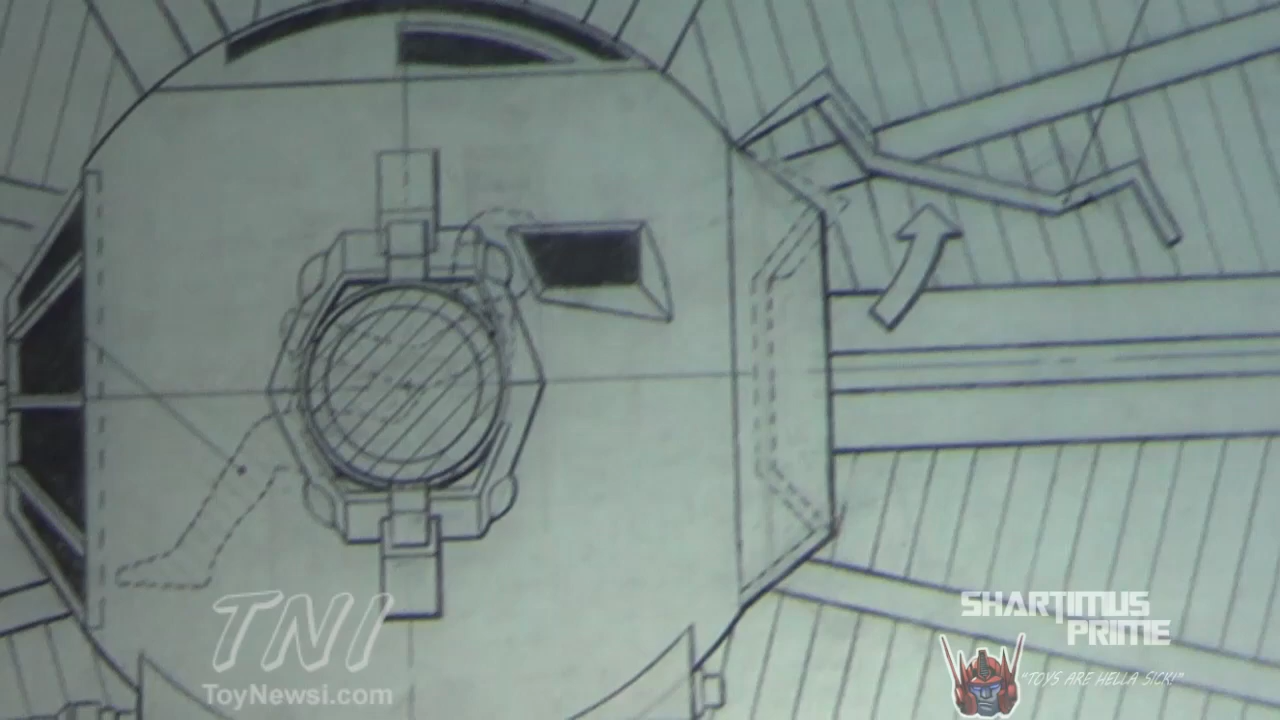 TNI
ToyNewsi.com
SHARTIMUS
PRIME
"TOYS ARE HELLA SICK!"